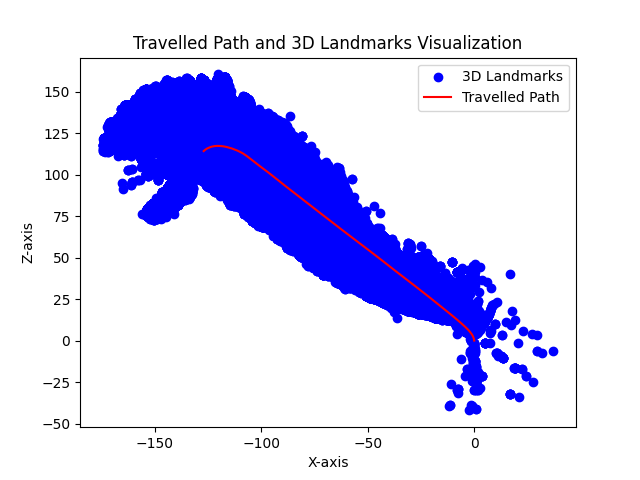 Travelled Path and 3D Landmarks Visualization
3D Landmarks
Travelled Path
150
125
100
75
50
25
0
−25
−50
Z-axis
−150
−100
−50
0
X-axis